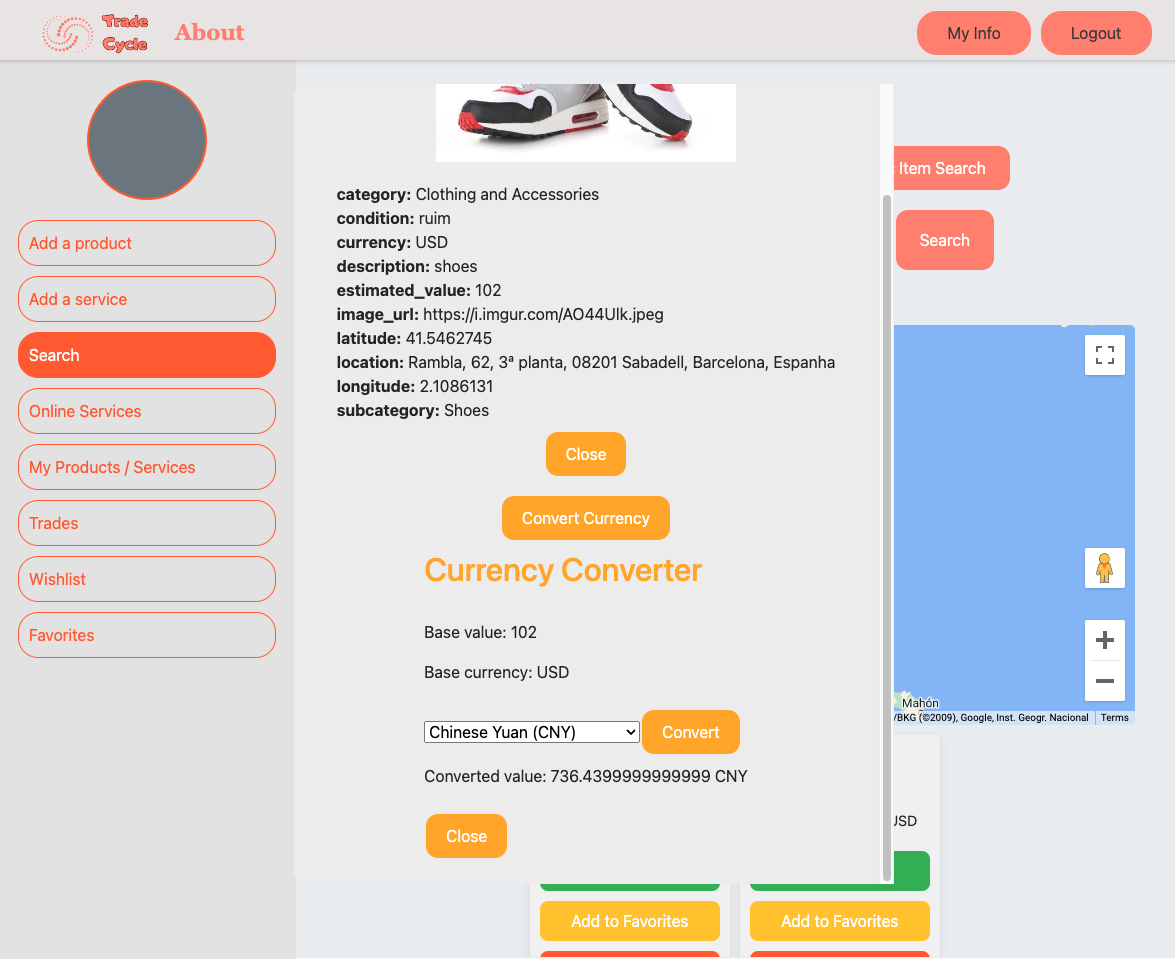 Trade
Cycle
About
My Info
Logout
Add a product
Add a service
Search
Online Services
My Products / Services
Trades
Wishlist
Favorites
category: Clothing and Accessories
condition: ruim
currency: USD
description: shoes
estimated_value: 102
image_url: https://i.imgur.com/AO44Ulk.jpeg
latitude: 41.5462745
location: Rambla, 62, 3ª planta, 08201 Sabadell, Barcelona, Espanha
longitude: 2.1086131
subcategory: Shoes
Close
Convert Currency
Currency Converter
Base value: 102
Base currency: USD
Chinese Yuan (CNY)
Convert
Converted value: 736.4399999999999 CNY
Close
Item Search
Search
Mahón
/BKG (©2009), Google, Inst. Geogr. Nacional
Terms
USD
Add to Favorites
Add to Favorites